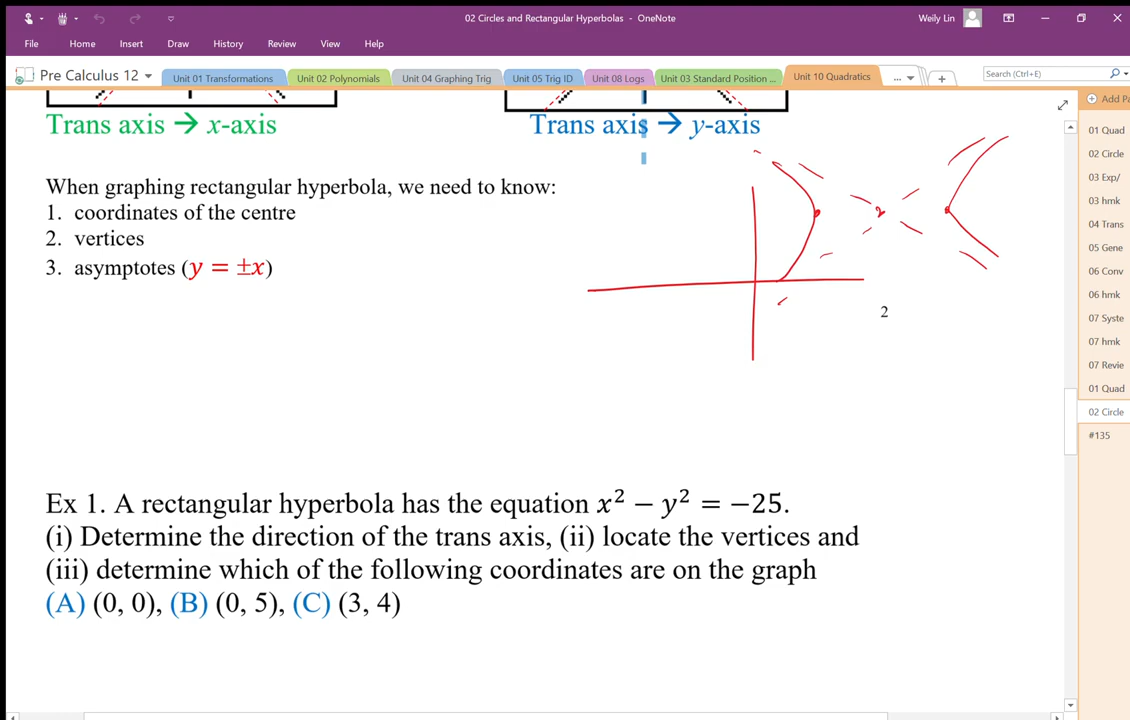 02 Circles and Rectangular Hyperbolas - OneNote
Weily Lin
File Home Insert Draw History Review View Help
Pre Calculus 12
Unit 01 Transformations Unit 02 Polynomials Unit 04 Graphing Trig Unit 05 Trig ID Unit 08 Logs Unit 03 Standard Position ... Unit 10 Quadratics ...
Search (Ctrl+E)
Add Pa
01 Quad
02 Circle
03 Exp/
03 hmk
04 Trans
05 Gene
06 Conv
06 hmk
07 Syste
07 hmk
07 Revie
01 Quad
02 Circle
#135
Trans axis → x-axis
Trans axis → y-axis
When graphing rectangular hyperbola, we need to know:
1. coordinates of the centre
2. vertices
3. asymptotes (y = ±x)
2
Ex 1. A rectangular hyperbola has the equation x² − y² = −25.
(i) Determine the direction of the trans axis, (ii) locate the vertices and
(iii) determine which of the following coordinates are on the graph
(A) (0, 0), (B) (0, 5), (C) (3, 4)